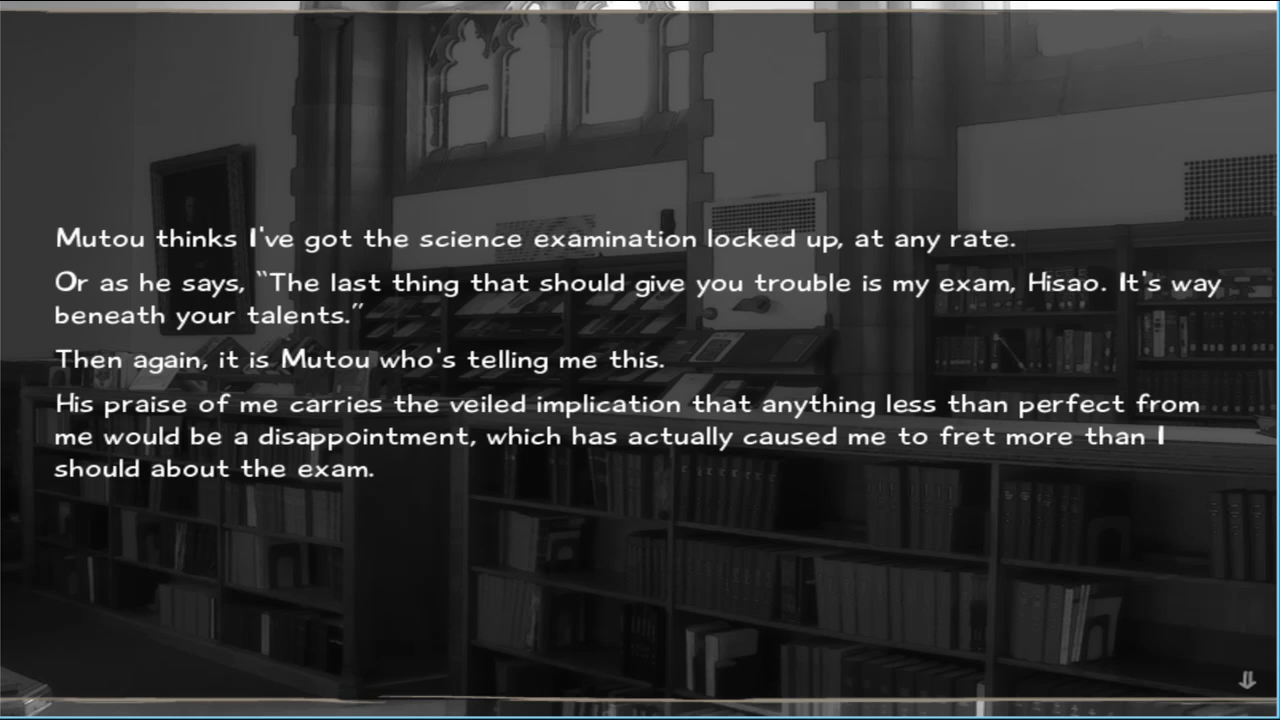 Mutou thinks I've got the science examination locked up, at any rate.
Or as he says, "The last thing that should give you trouble is my exam, Hisao. It's way
beneath your talents."
Then again, it is Mutou who's telling me this.
His praise of me carries the veiled implication that anything less than perfect from
me would be a disappointment, which has actually caused me to fret more than I
should about the exam.